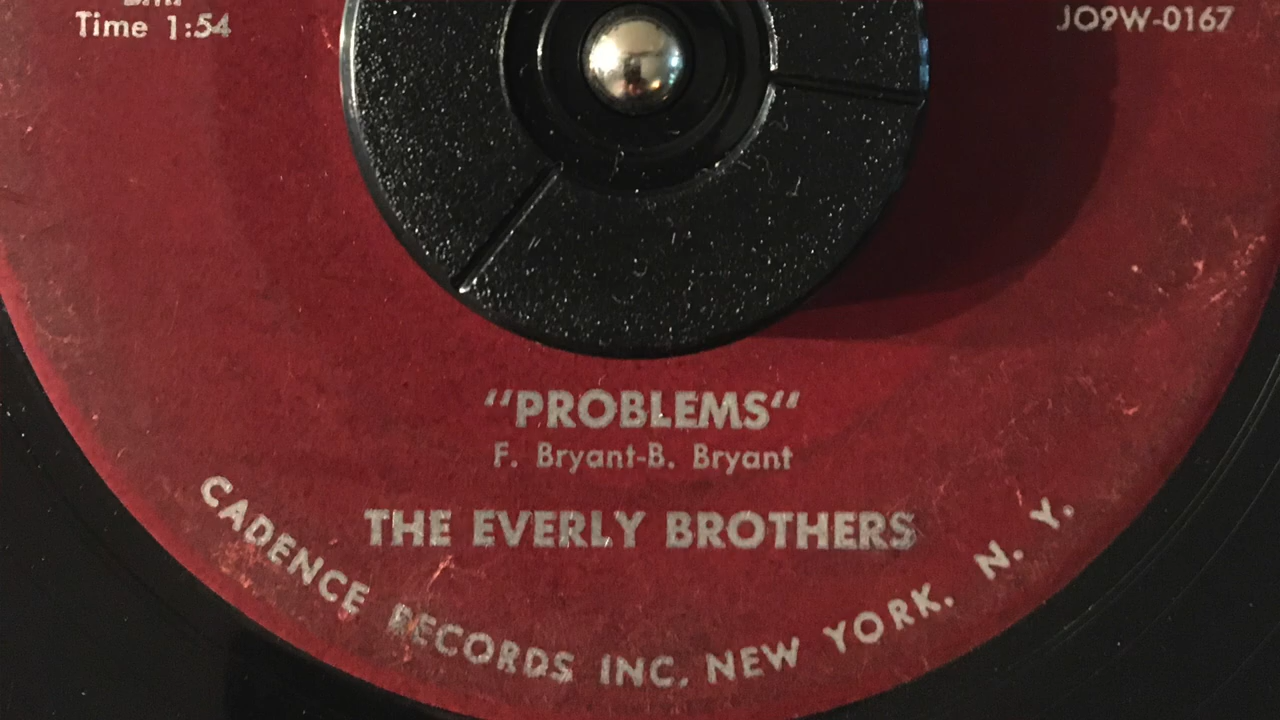 Time 1:54
JO9W-0167
"PROBLEMS"
F. Bryant-B. Bryant
THE EVERLY BROTHERS
CADENCE RECORDS INC. NEW YORK. N. Y.